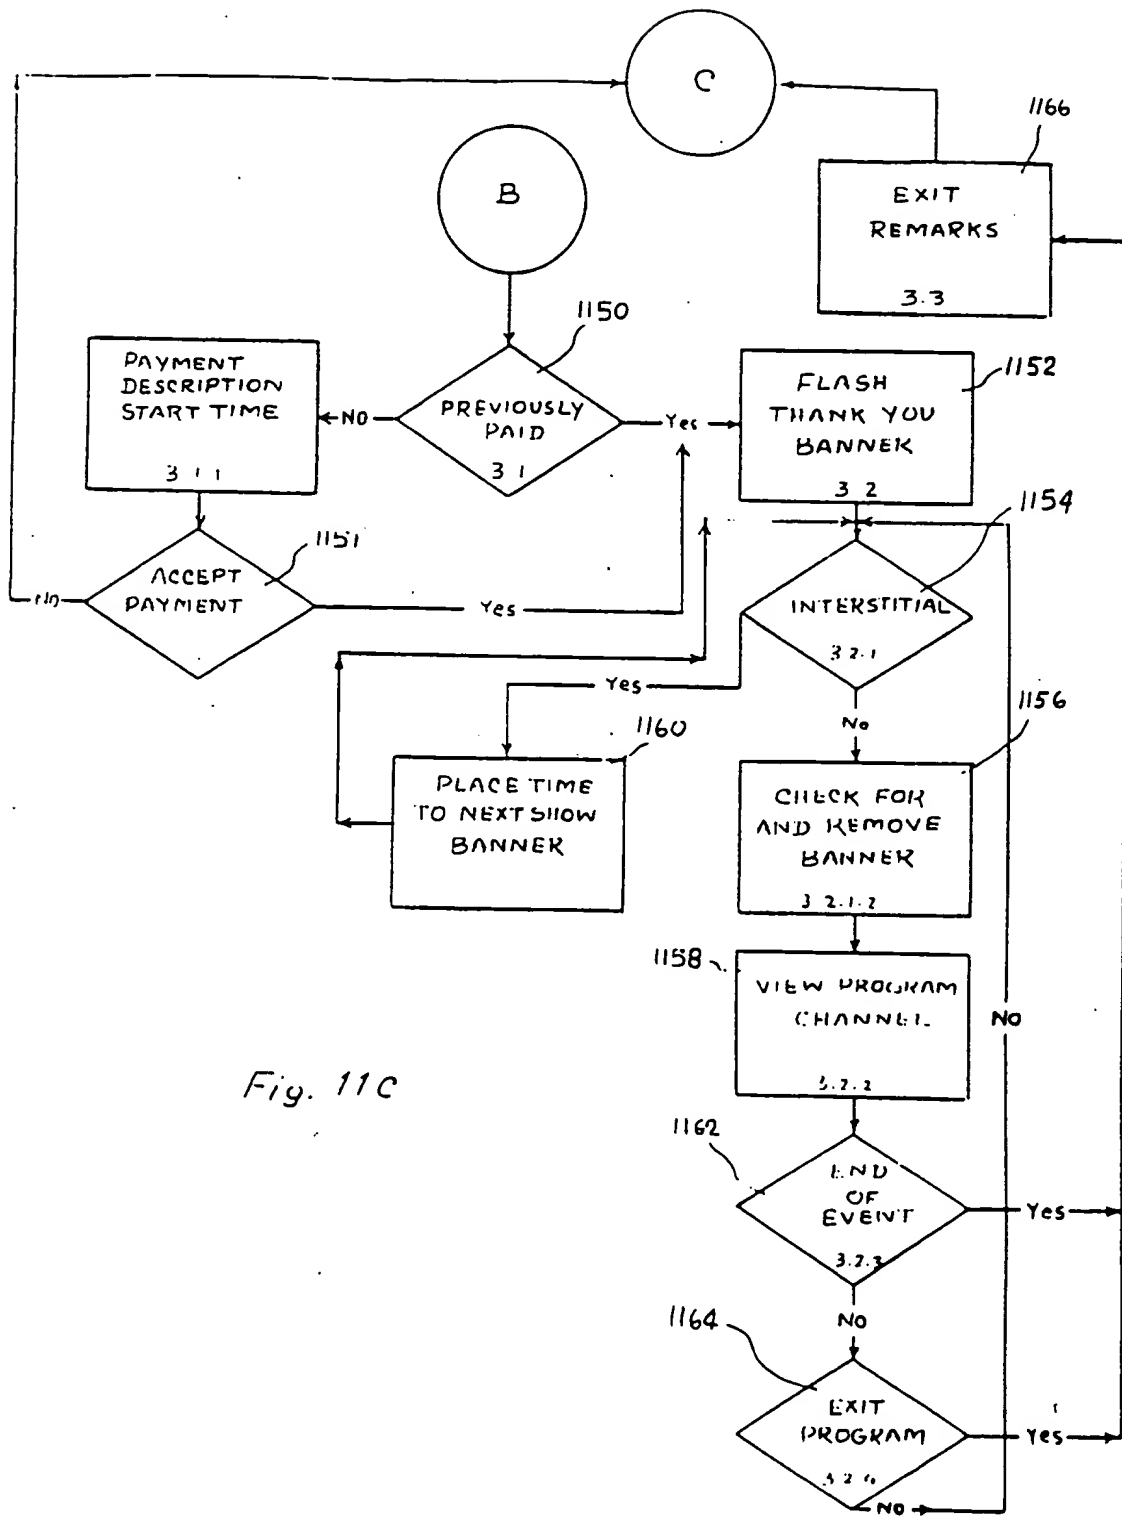 C
1166
EXIT
REMARKS
3.3
B
1150
PREVIOUSLY
PAID
3 1
NO
Yes
PAYMENT
DESCRIPTION
START TIME
3 1 1
1152
FLASH
THANK YOU
BANNER
3 2
1151
ACCEPT
PAYMENT
No
Yes
1154
INTERSTITIAL
3 2.1
Yes
No
1160
PLACE TIME
TO NEXT SHOW
BANNER
1156
CHECK FOR
AND REMOVE
BANNER
3 2.1.2
1158
VIEW PROGRAM
CHANNEL
3.2.2
NO
Fig. 11C
1162
END
OF
EVENT
3.2.3
Yes
No
1164
EXIT
PROGRAM
3 2 4
Yes
NO